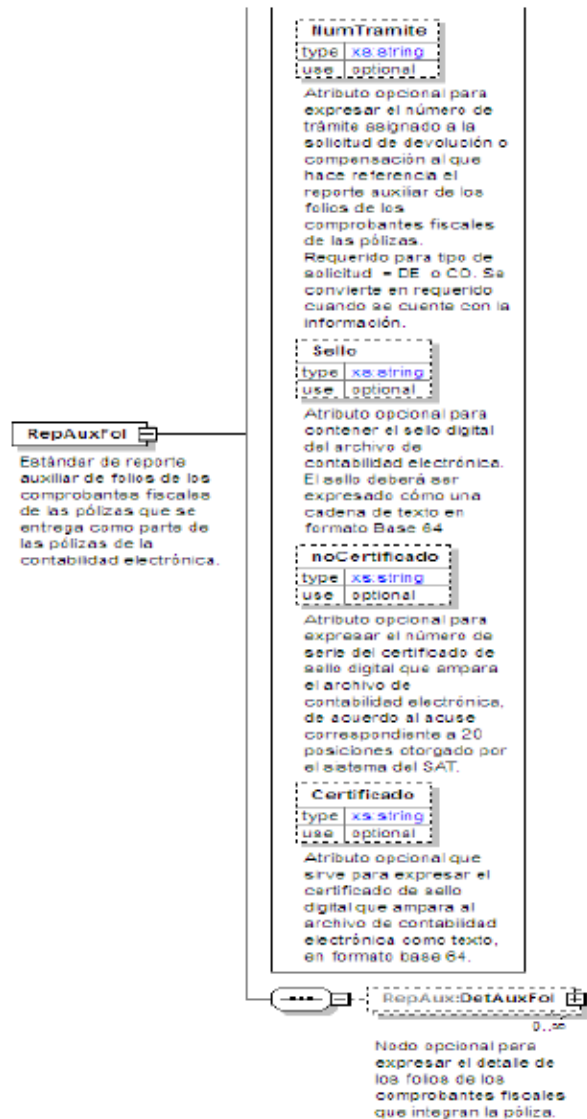 NumTramite
type xs:string
use optional
Atributo opcional para
expresar el número de
trámite asignado a la
solicitud de devolución o
compensación al que
hace referencia el
reporte auxiliar de los
folios de los
comprobantes fiscales
de las pólizas.
Requerido para tipo de
solicitud = DE o CO. Se
convierte en requerido
cuando se cuente con la
información.
Sello
type xs:string
use optional
Atributo opcional para
contener el sello digital
del archivo de
contabilidad electrónica.
El sello deberá ser
expresado cómo una
cadena de texto en
formato Base 64
RepAuxFol
Estándar de reporte
auxiliar de folios de los
comprobantes fiscales
de las pólizas que se
entrega como parte de
las pólizas de la
contabilidad electrónica.
noCertificado
type xs:string
use optional
Atributo opcional para
expresar el número de
serie del certificado de
sello digital que ampara
el archivo de
contabilidad electrónica,
de acuerdo al acuse
correspondiente a 20
posiciones otorgado por
el sistema del SAT.
Certificado
type xs:string
use optional
Atributo opcional que
sirve para expresar el
certificado de sello
digital que ampara al
archivo de contabilidad
electrónica como texto,
en formato base 64.
RepAux:DetAuxFol
0..∞
Nodo opcional para
expresar el detalle de
los folios de los
comprobantes fiscales
que integran la póliza.